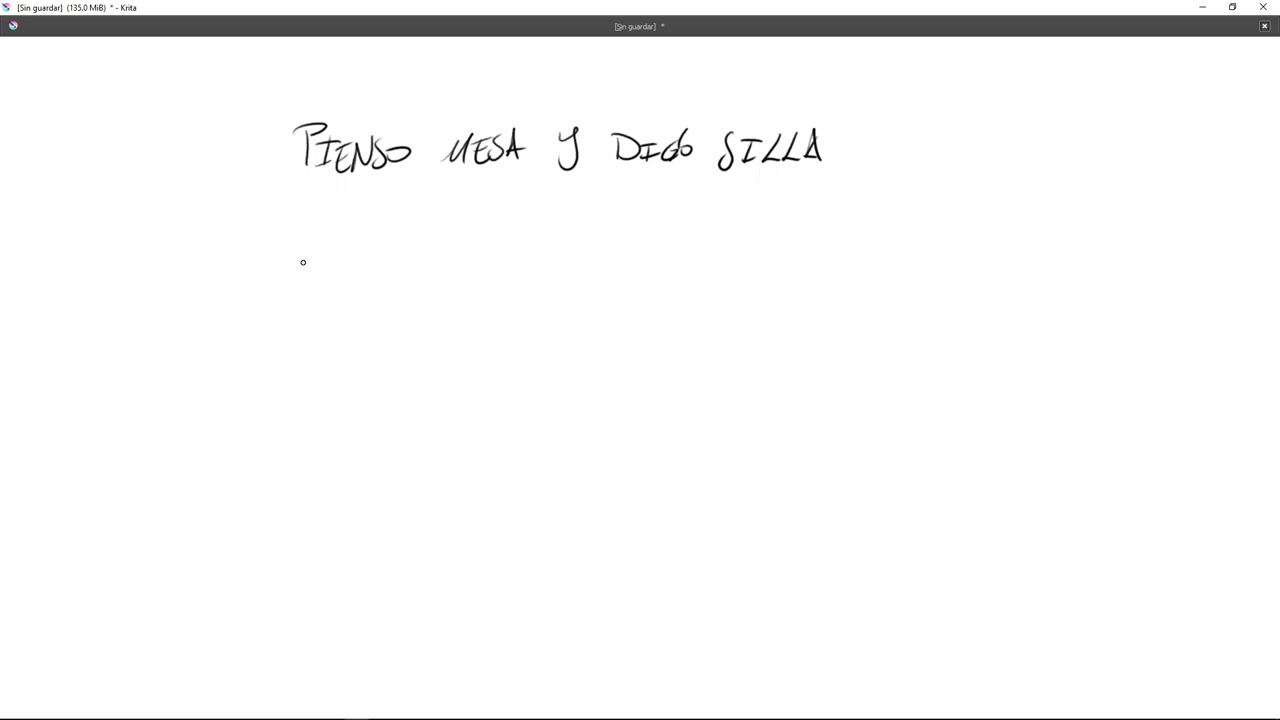 [Sin guardar] (135.0 MiB) * - Krita
[Sin guardar] *
PIENSO MESA Y DIGO SILLA